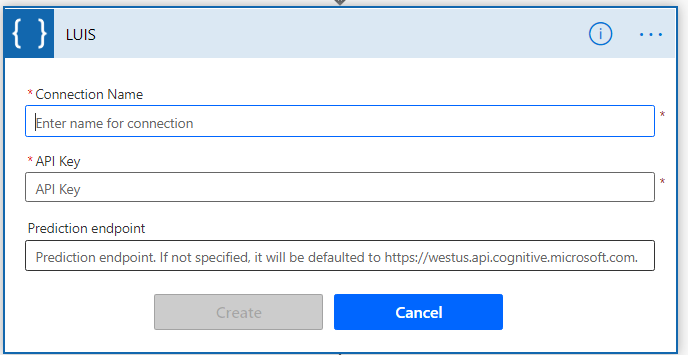 { } LUIS
* Connection Name
Enter name for connection *
* API Key
API Key *
Prediction endpoint
Prediction endpoint. If not specified, it will be defaulted to https://westus.api.cognitive.microsoft.com.
Create Cancel